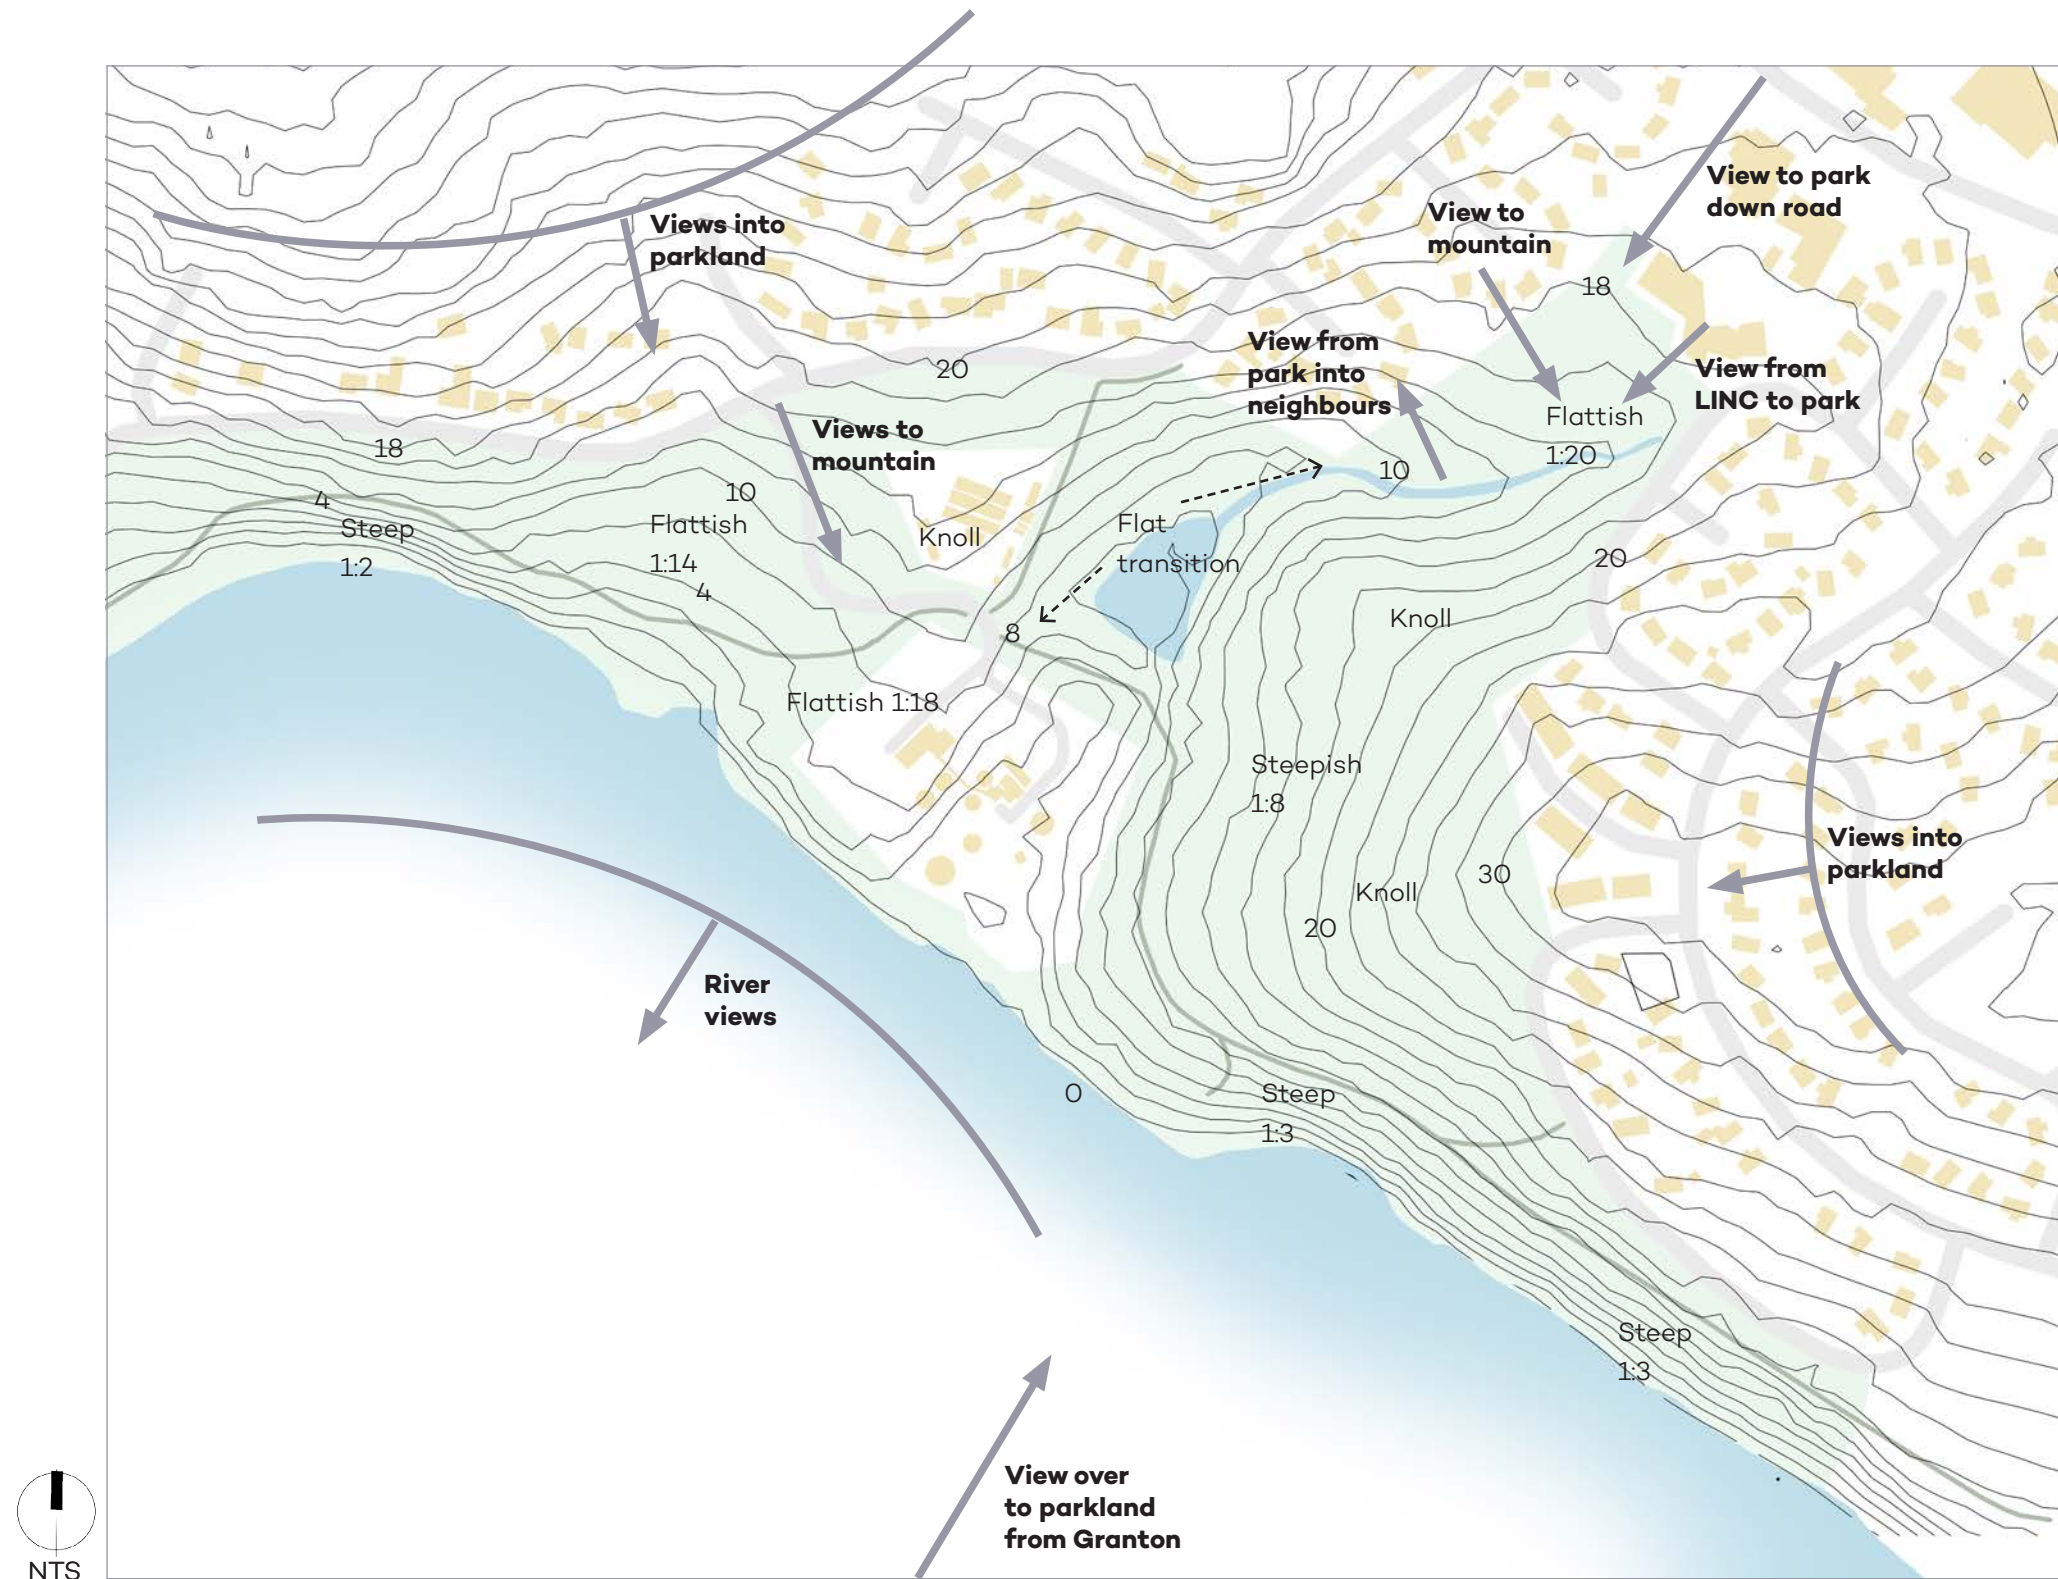 View to park
down road
Views into
parkland
View to
mountain
18
View from
park into
neighbours
20
View from
LINC to park
Flattish
1:20
Views to
mountain
18
10
10
4
Steep
1:2
Flattish
1:14
4
Knoll
Flat
transition
20
Knoll
8
Flattish 1:18
Steepish
1:8
Views into
parkland
30
Knoll
20
River
views
0
Steep
1:3
Steep
1:3
View over
to parkland
from Granton
NTS